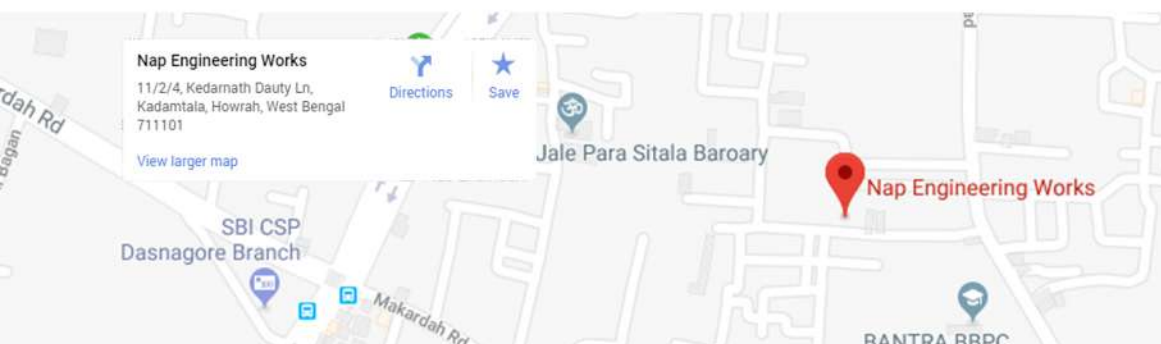 Nap Engineering Works
11/2/4, Kedarnath Dauty Ln,
Kadamtala, Howrah, West Bengal
711101
View larger map
Directions
Save
rdah Rd
Bagan
Jale Para Sitala Baroary
Nap Engineering Works
SBI CSP
Dasnagore Branch
Makardah Rd
BANTRA BBPC